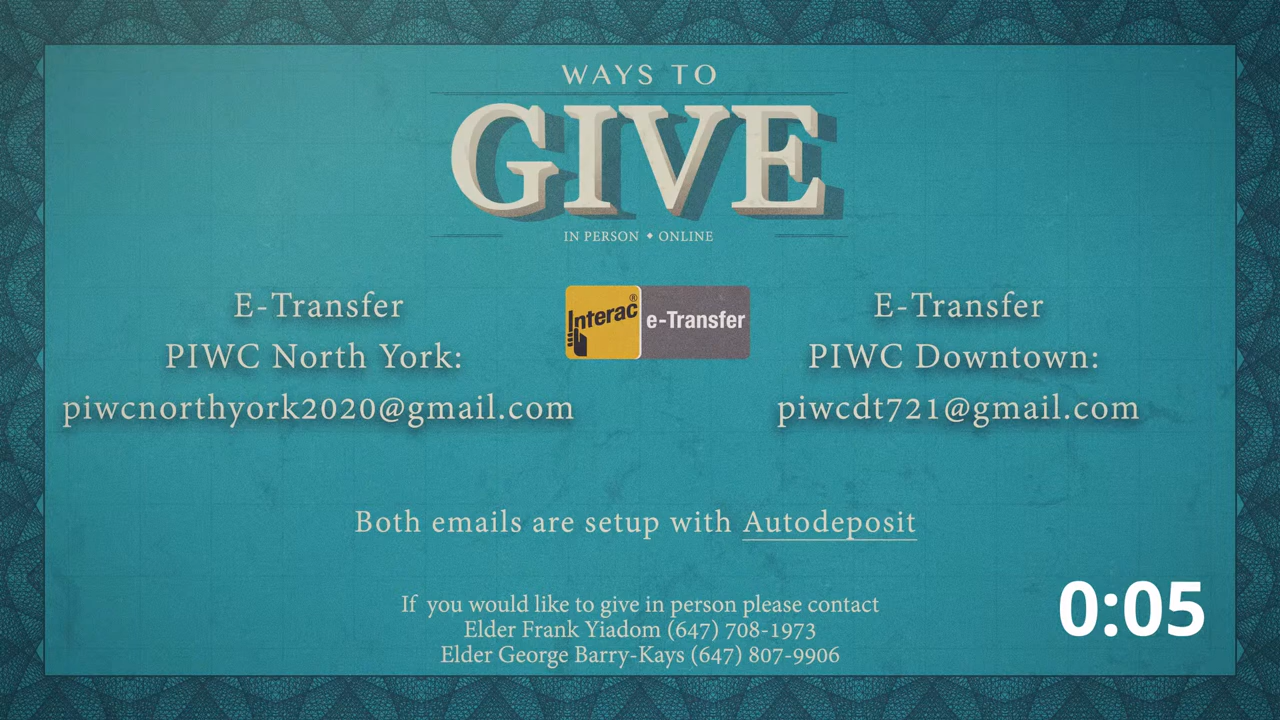 WAYS TO
GIVE
IN PERSON ◆ ONLINE
E-Transfer
PIWC North York:
piwcnorthyork2020@gmail.com
Interac® e-Transfer
E-Transfer
PIWC Downtown:
piwcdt721@gmail.com
Both emails are setup with Autodeposit
If you would like to give in person please contact
Elder Frank Yiadom (647) 708-1973
Elder George Barry-Kays (647) 807-9906
0:05